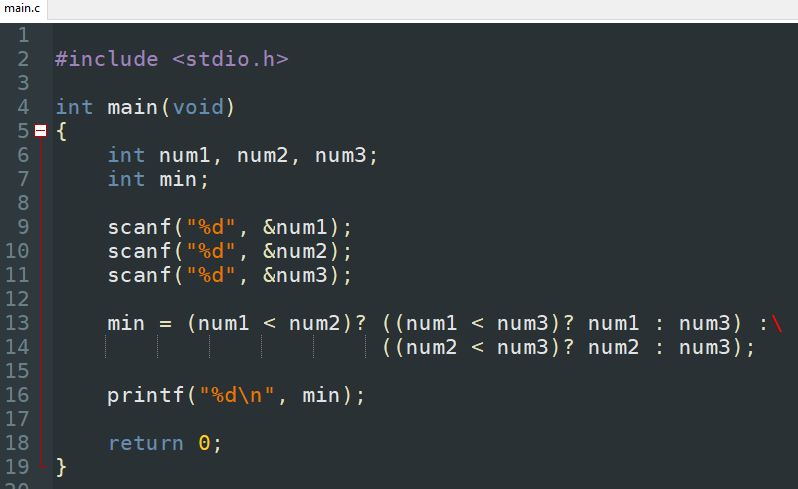 main.c
1
2 #include <stdio.h>
3
4 int main(void)
5 {
6     int num1, num2, num3;
7     int min;
8
9     scanf("%d", &num1);
10     scanf("%d", &num2);
11     scanf("%d", &num3);
12
13     min = (num1 < num2)? ((num1 < num3)? num1 : num3) :\
14                          ((num2 < num3)? num2 : num3);
15
16     printf("%d\n", min);
17
18     return 0;
19 }
20